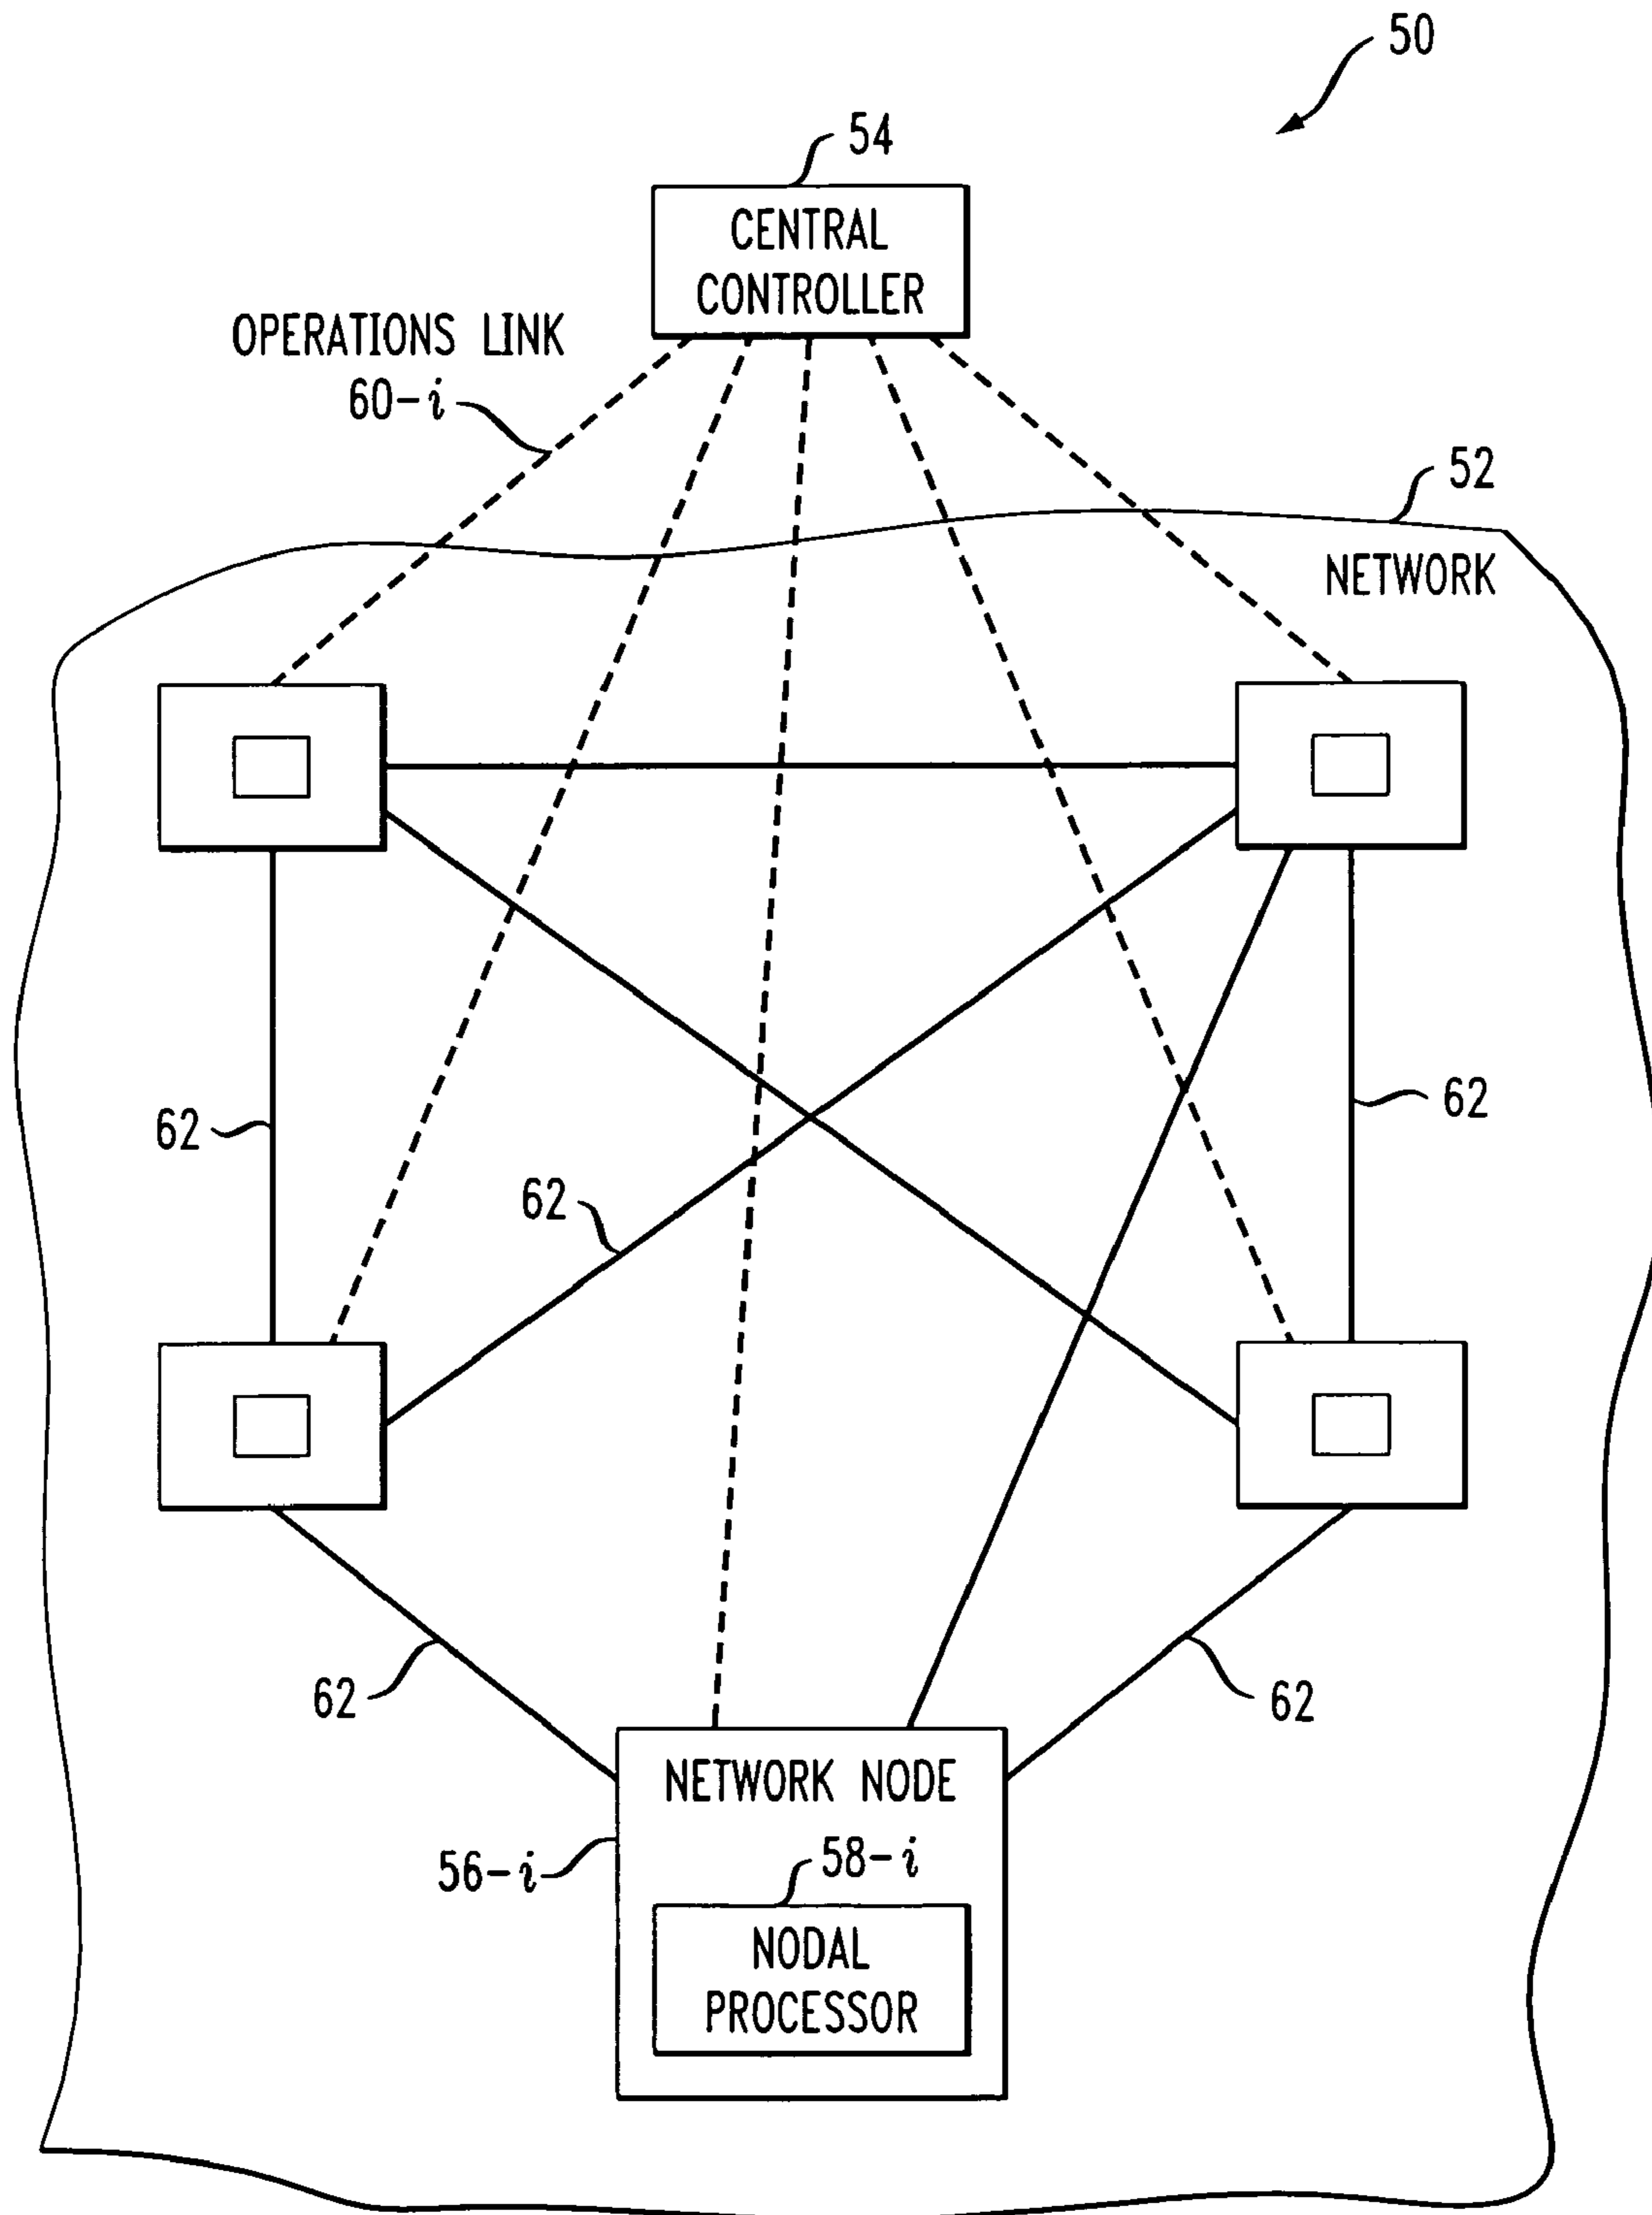 50
54
CENTRAL
CONTROLLER
OPERATIONS LINK
60-i
52
NETWORK
62
62
62
62
62
NETWORK NODE
56-i
58-i
NODAL
PROCESSOR